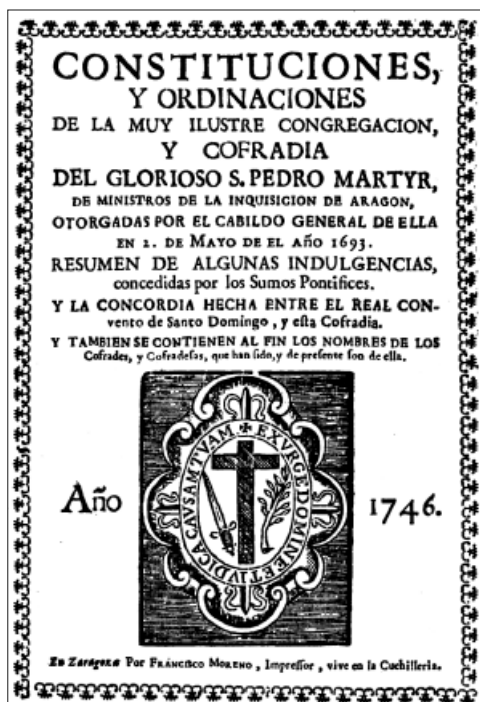 CONSTITUCIONES,
Y ORDINACIONES
DE LA MUY ILUSTRE CONGREGACION,
Y COFRADIA
DEL GLORIOSO S. PEDRO MARTYR,
DE MINISTROS DE LA INQUISICION DE ARAGON,
OTORGADAS POR EL CABILDO GENERAL DE ELLA
EN 2. DE MAYO DE EL AÑO 1693.
RESUMEN DE ALGUNAS INDULGENCIAS,
concedidas por los Sumos Pontifices.
Y LA CONCORDIA HECHA ENTRE EL REAL CON-
vento de Santo Domingo, y eſta Cofradia.
Y TAMBIEN SE CONTIENEN AL FIN LOS NOMBRES DE LOS
Cofrades, y Cofradeſas, que han ſido, y de preſente ſon de ella.
✠ EXURGE DOMINE ET IVDICA CAVSAM TVAM
Año 1746.
En Zaragoza Por FRANCISCO MORENO, Impreſſor, vive en la Cuchilleria.